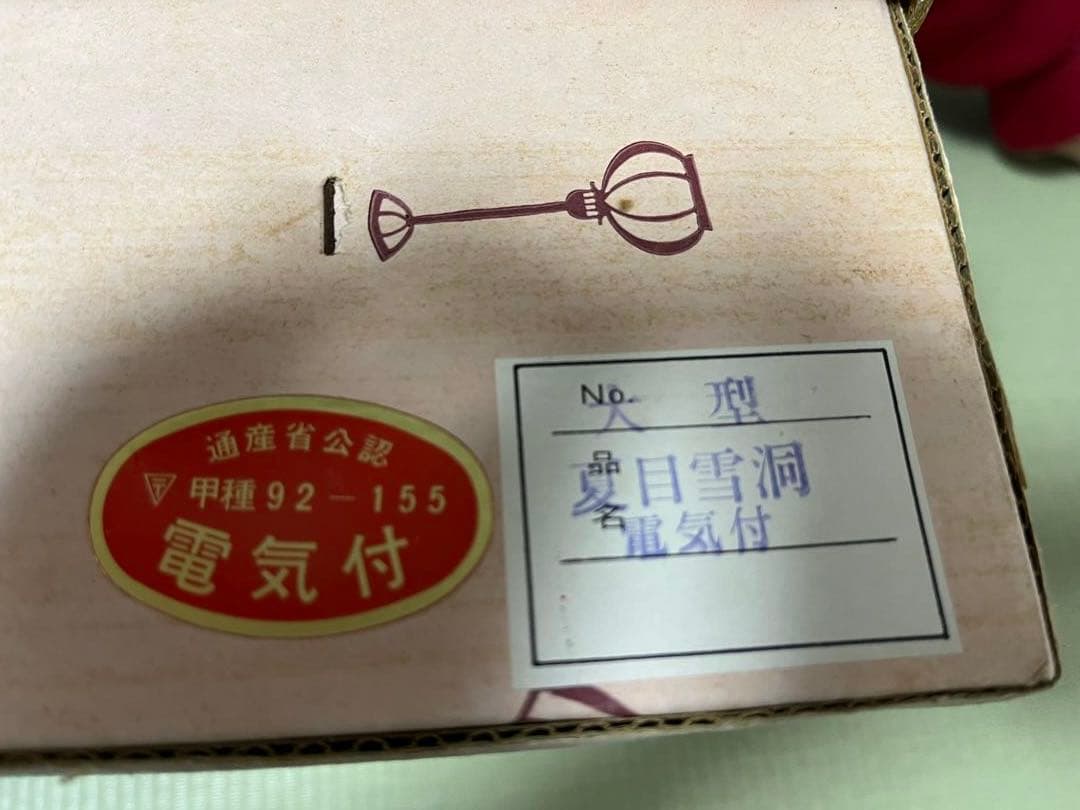 通産省公認
〒 甲種92-155
電気付
No. 大 型
品名
夏目雪洞
電気付